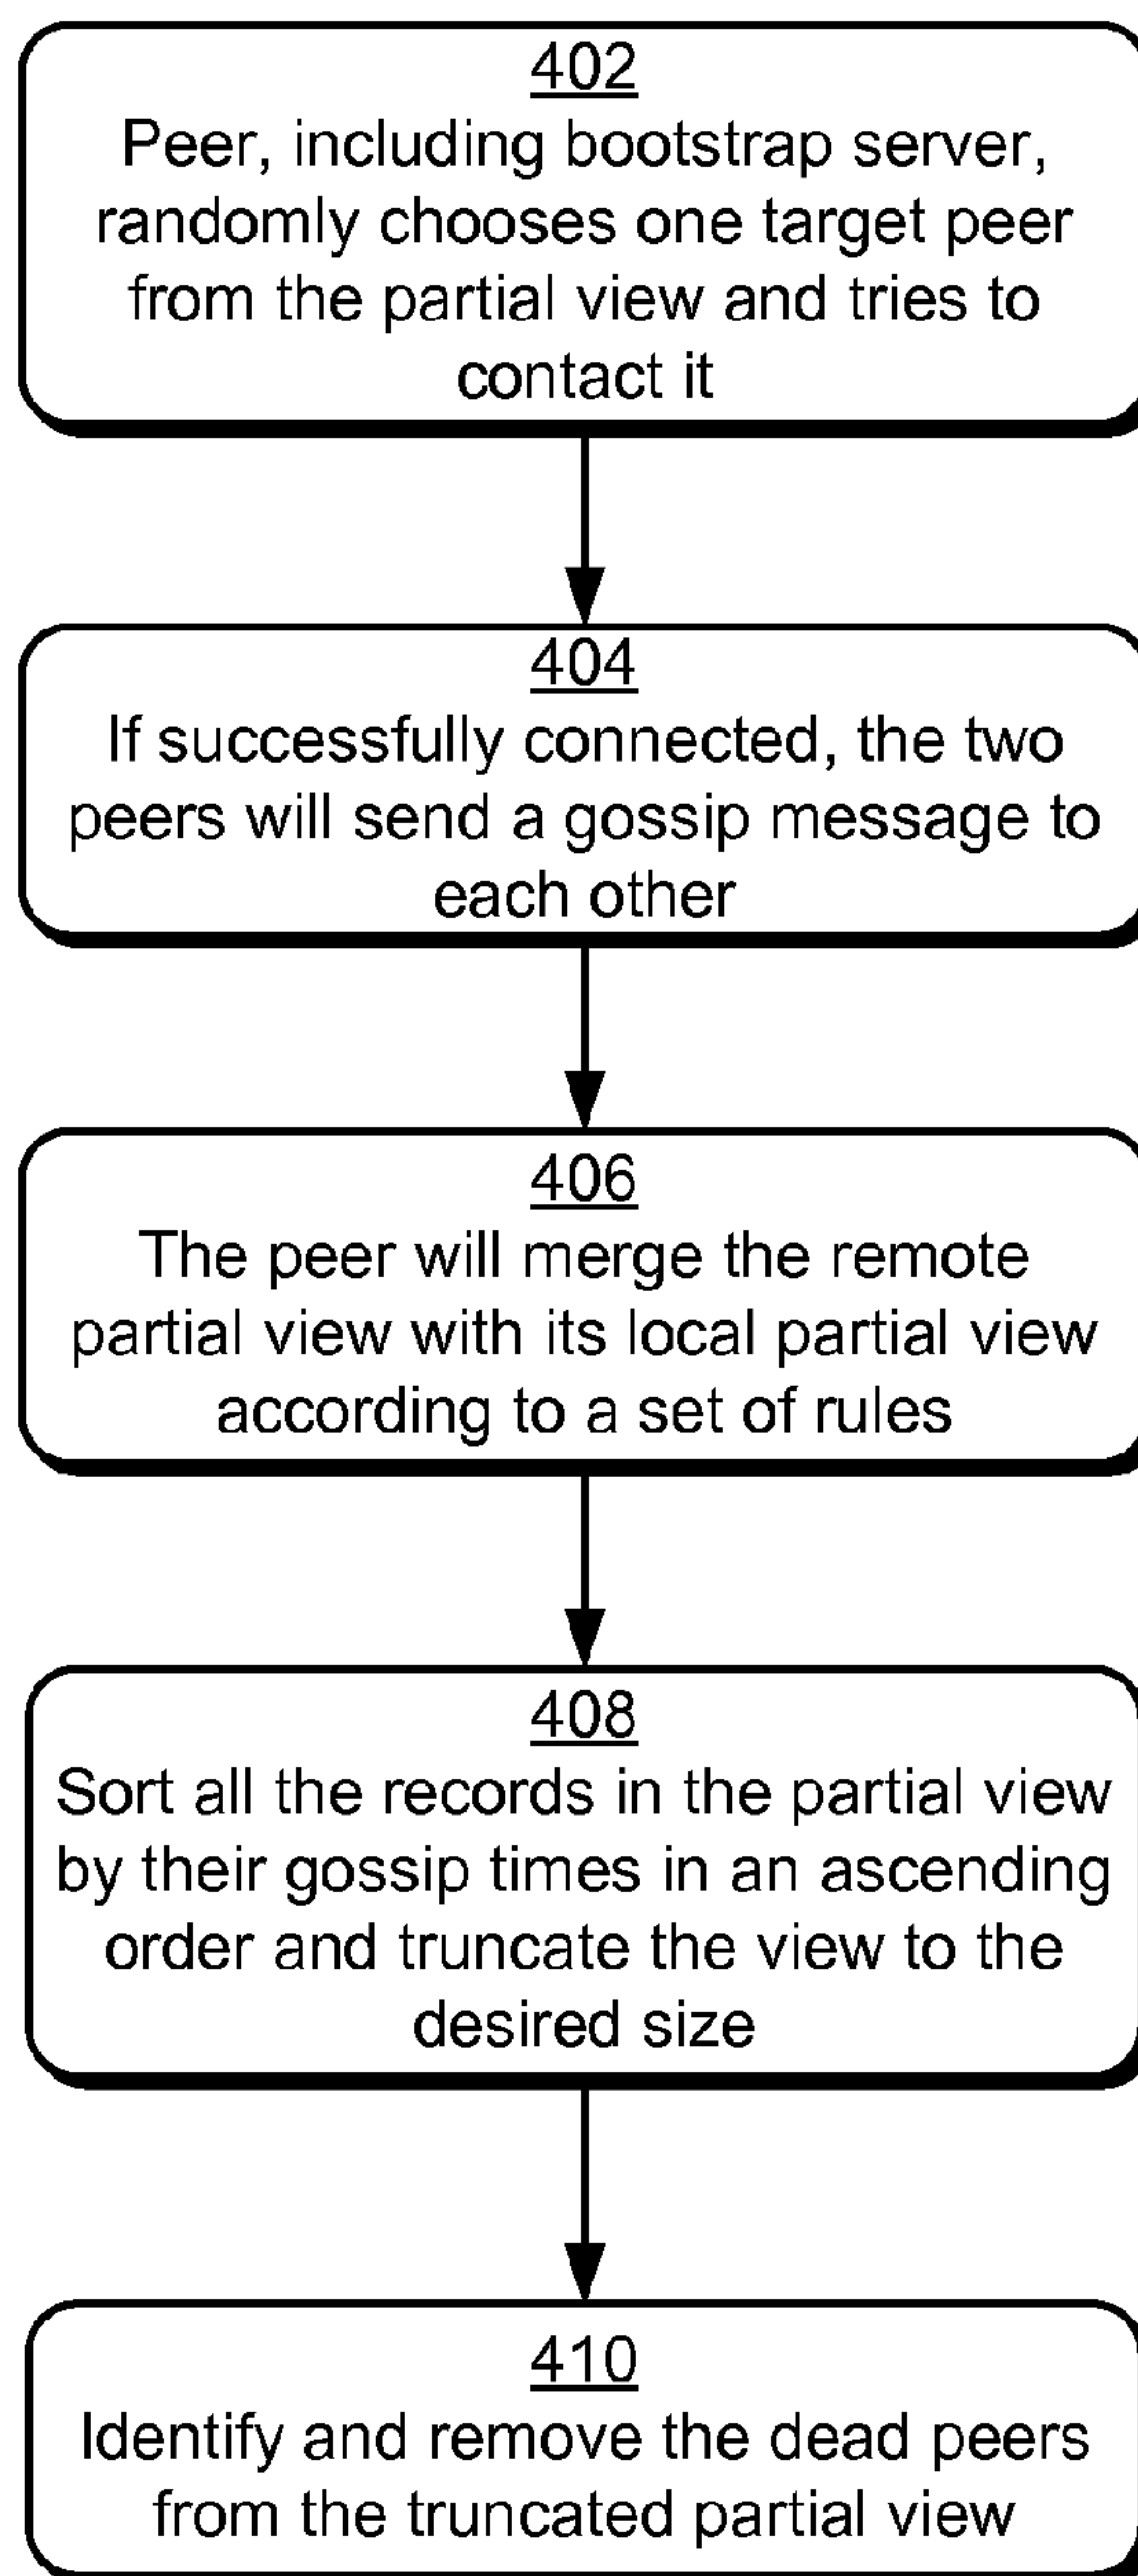 402
Peer, including bootstrap server,
randomly chooses one target peer
from the partial view and tries to
contact it
404
If successfully connected, the two
peers will send a gossip message to
each other
406
The peer will merge the remote
partial view with its local partial view
according to a set of rules
408
Sort all the records in the partial view
by their gossip times in an ascending
order and truncate the view to the
desired size
410
Identify and remove the dead peers
from the truncated partial view